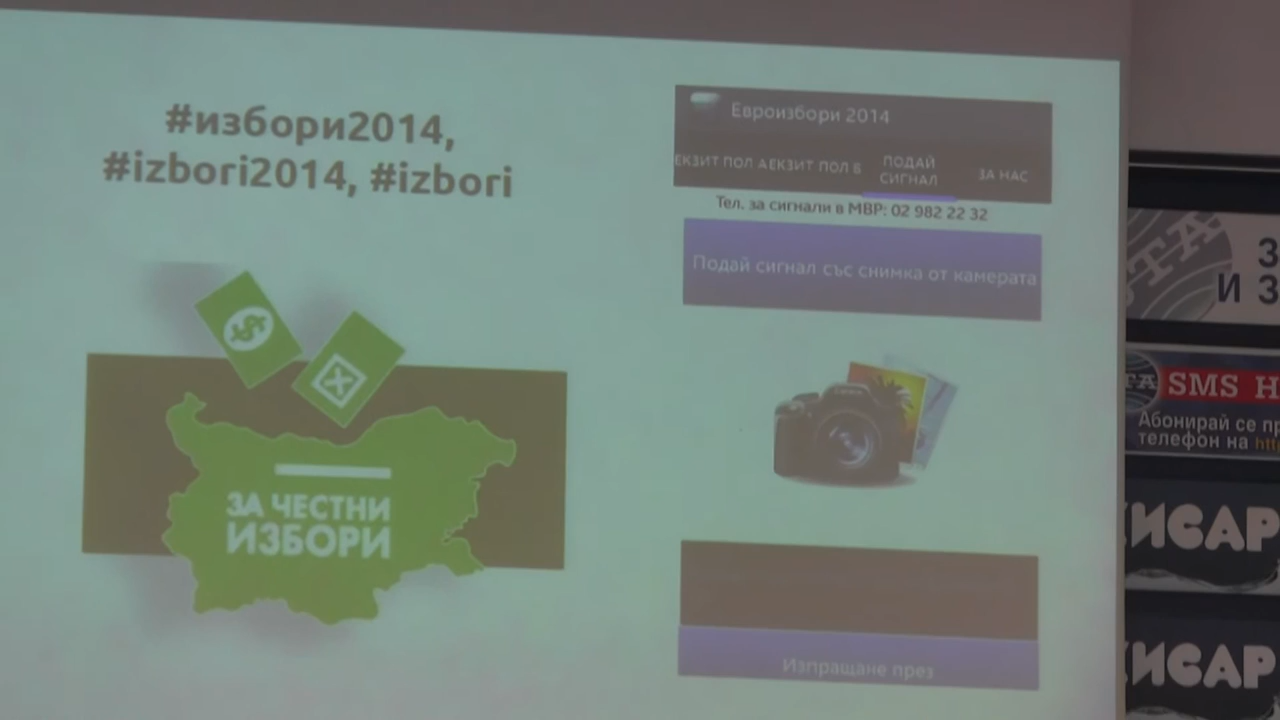 #избори2014,
#izbori2014, #izbori
ЗА ЧЕСТНИ
ИЗБОРИ
Евроизбори 2014
ЕКЗИТ ПОЛ А ЕКЗИТ ПОЛ Б
ПОДАЙ
СИГНАЛ
ЗА НАС
Тел. за сигнали в МВР: 02 982 22 32
Подай сигнал със снимка от камерата
Изпращане през
И
SMS
Абонирай се
телефон на